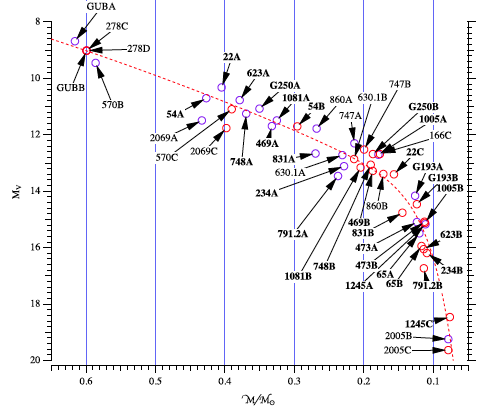 GUBA
278C
278D
GUBB
570B
22A
623A
G250A
1081A
54B
860A
630.1B
747B
747A
G250B
1005A
166C
22C
G193A
G193B
1005B
54A
2069A
570C
2069C
748A
469A
831A
630.1A
234A
791.2A
1081B
748B
1245A
860B
469B
831B
473A
473B
65A
65B
623B
234B
791.2B
1245C
2005B
2005C
8
10
12
14
16
18
20
Mv
0.6
0.5
0.4
0.3
0.2
0.1
M/M⊙